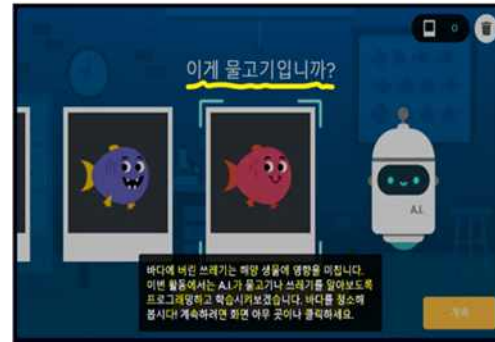 0
이게 물고기입니까?
A.I.
바다에 버린 쓰레기는 해양 생물에 영향을 미칩니다.
이번 활동에서는 A.I.가 물고기나 쓰레기를 알아보도록
프로그래밍하고 학습시켜보겠습니다. 바다를 청소해
봅시다! 계속하려면 화면 아무 곳이나 클릭하세요.
계속